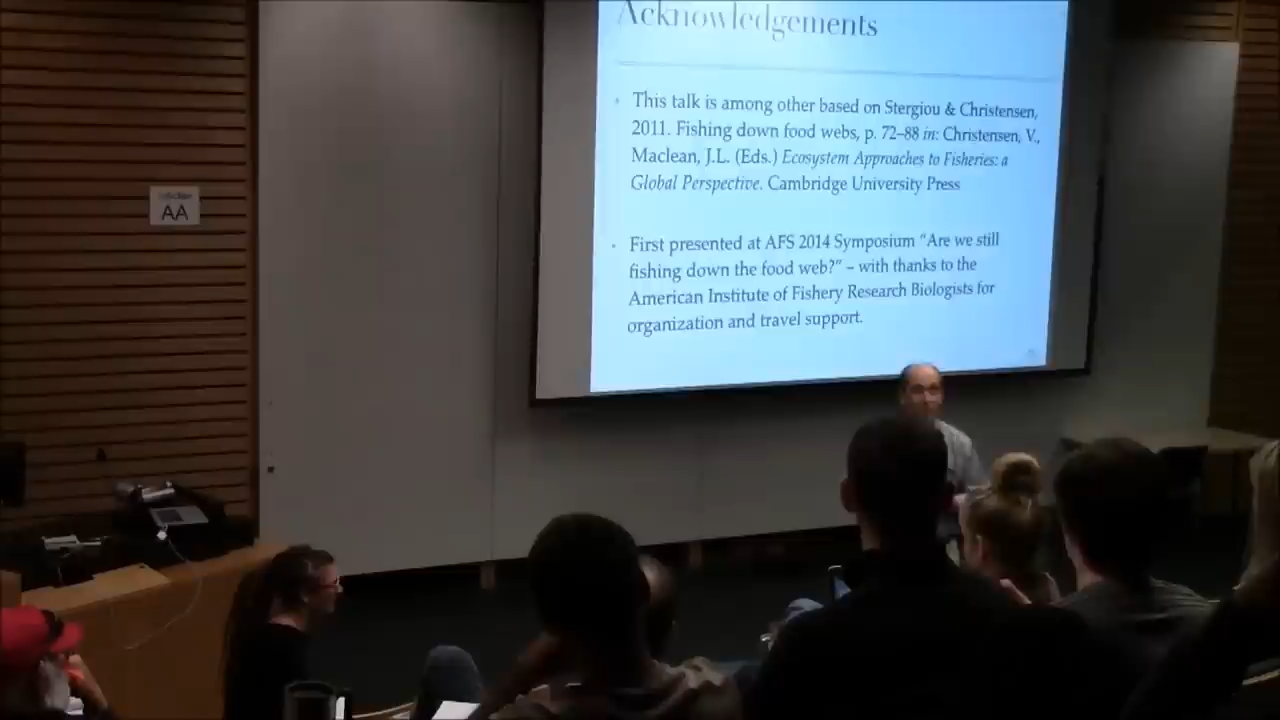 Acknowledgements
This talk is among other based on Stergiou & Christensen,
2011. Fishing down food webs, p. 72–88 in: Christensen, V.,
Maclean, J.L. (Eds.) Ecosystem Approaches to Fisheries: a
Global Perspective. Cambridge University Press
First presented at AFS 2014 Symposium “Are we still
fishing down the food web?” – with thanks to the
American Institute of Fishery Research Biologists for
organization and travel support.
AA